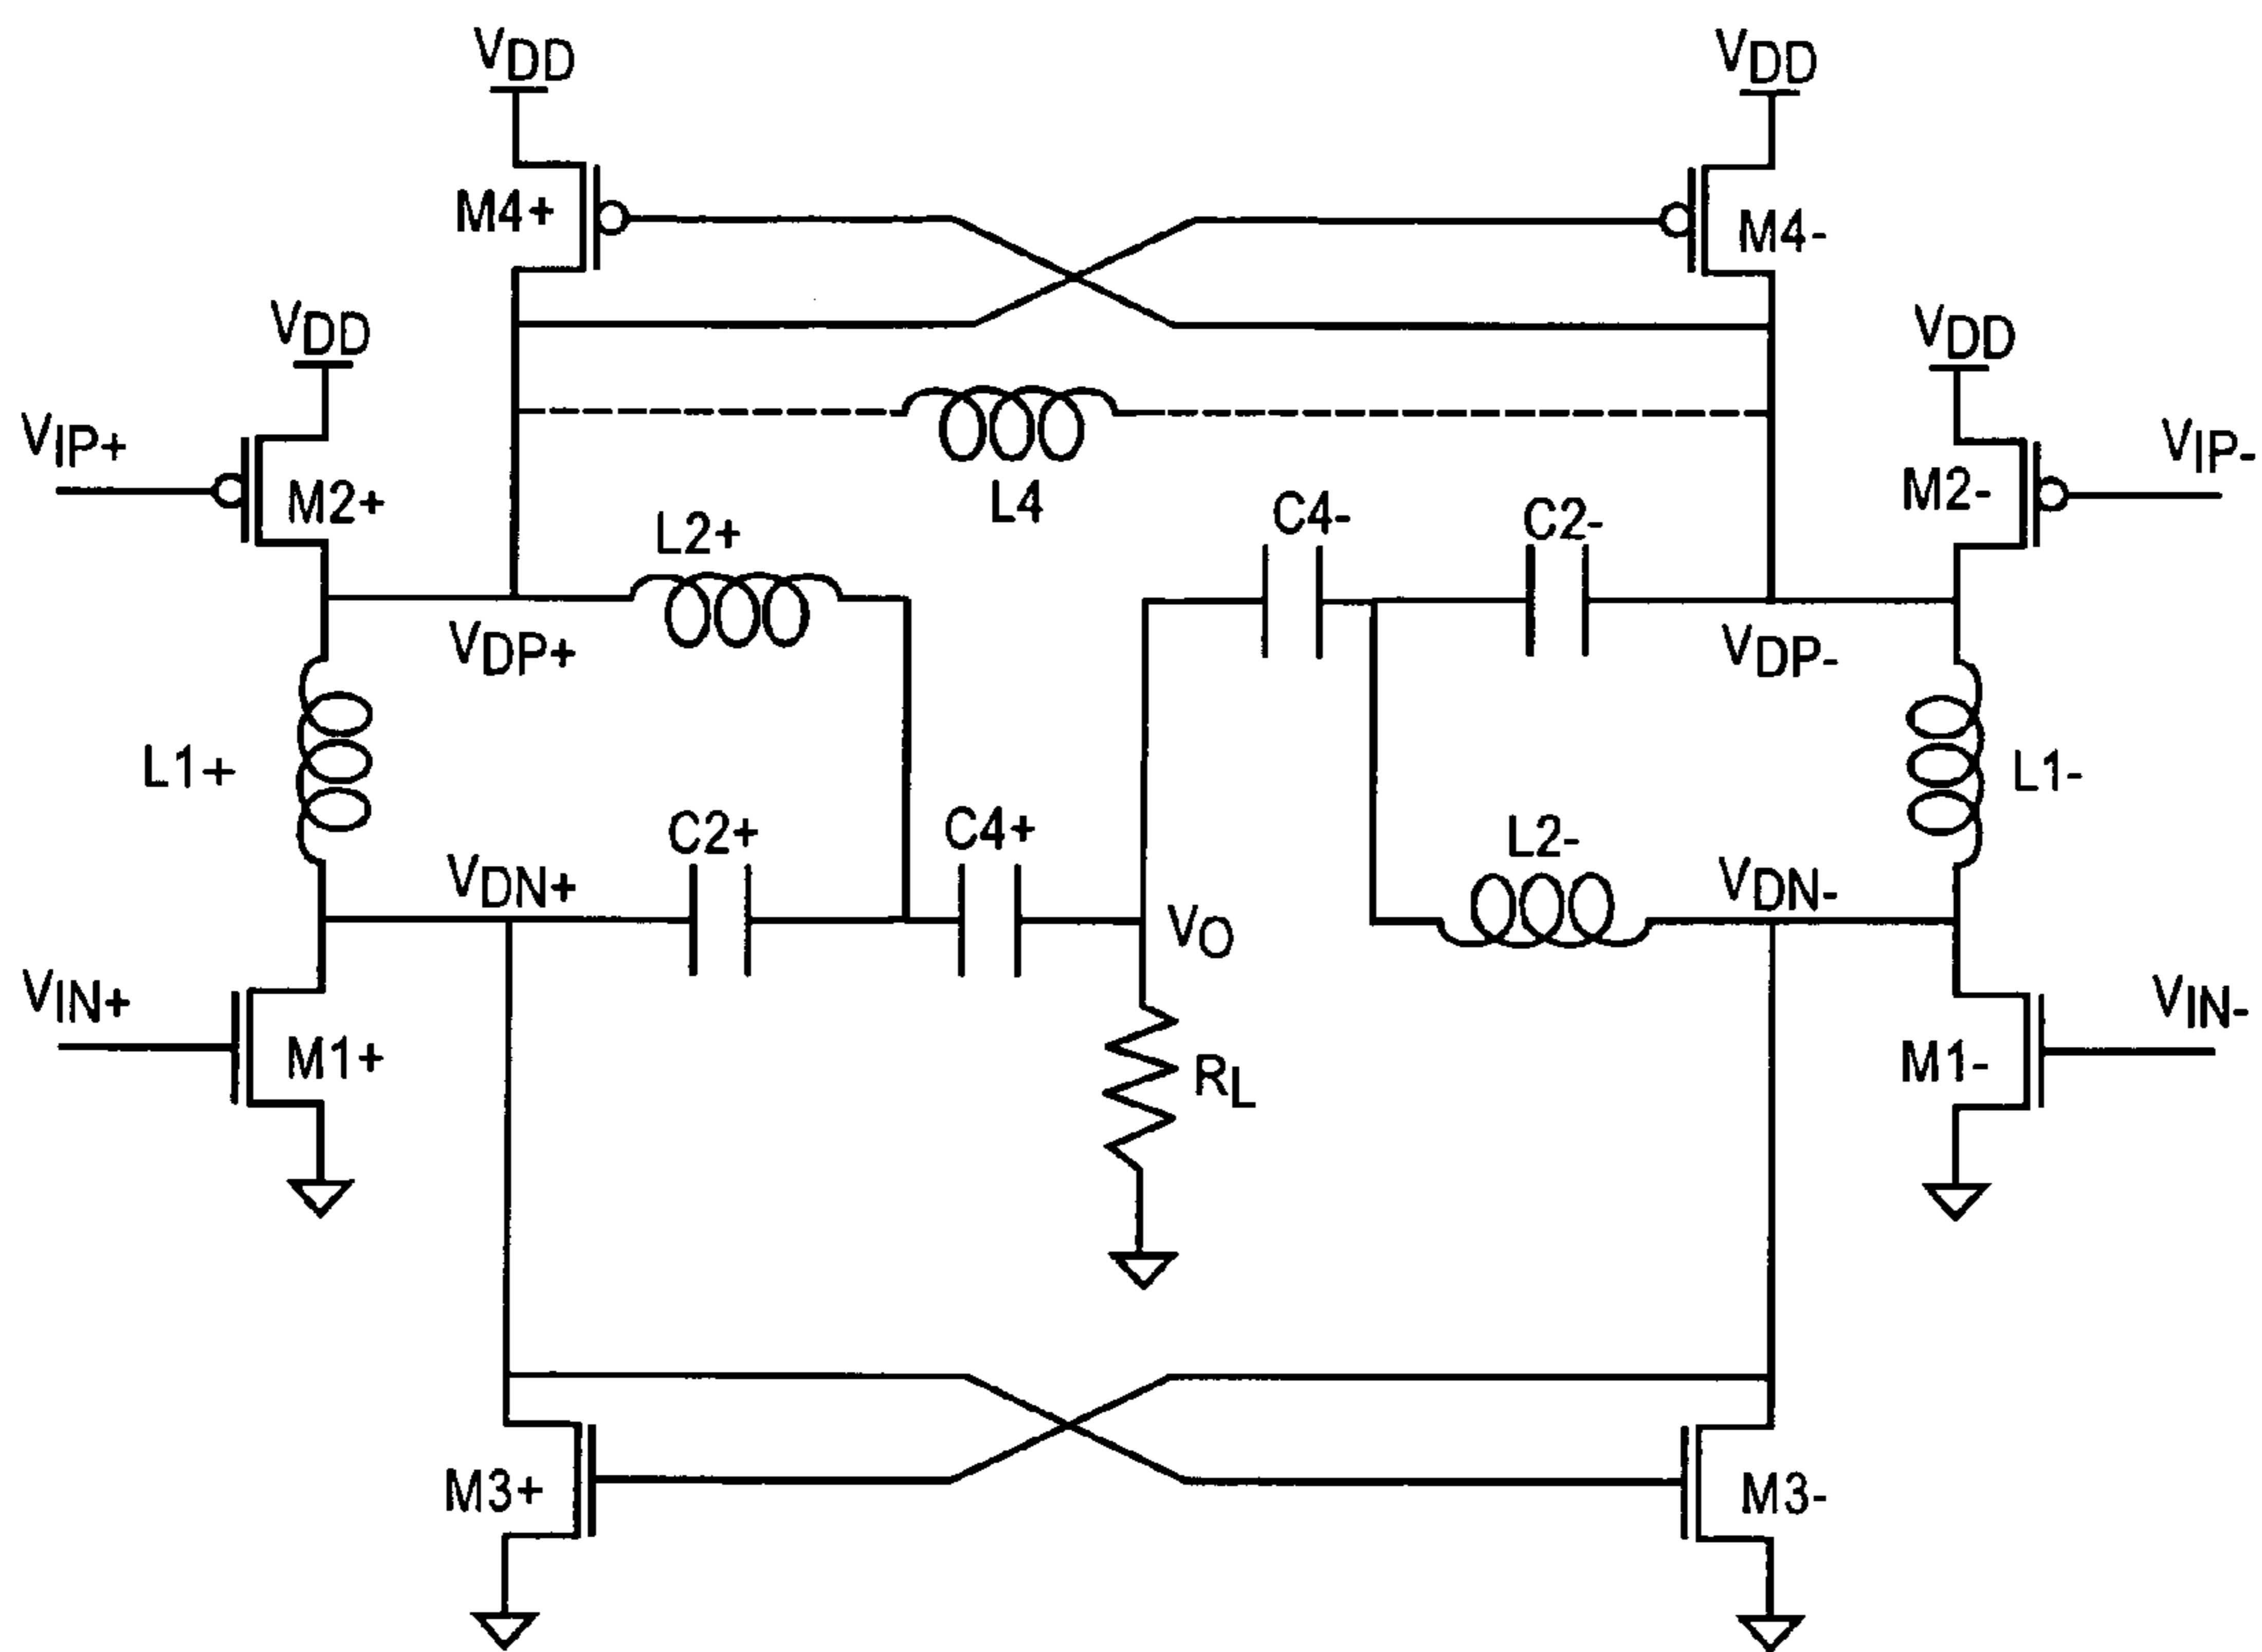 VDD
VDD
M4+
M4-
VDD
VDD
VIP+
VIP-
M2+
M2-
L4
L2+
C4-
C2-
VDP+
VDP-
L1+
L1-
C2+
C4+
L2-
VDN+
VDN-
VO
VIN+
VIN-
M1+
M1-
RL
M3+
M3-